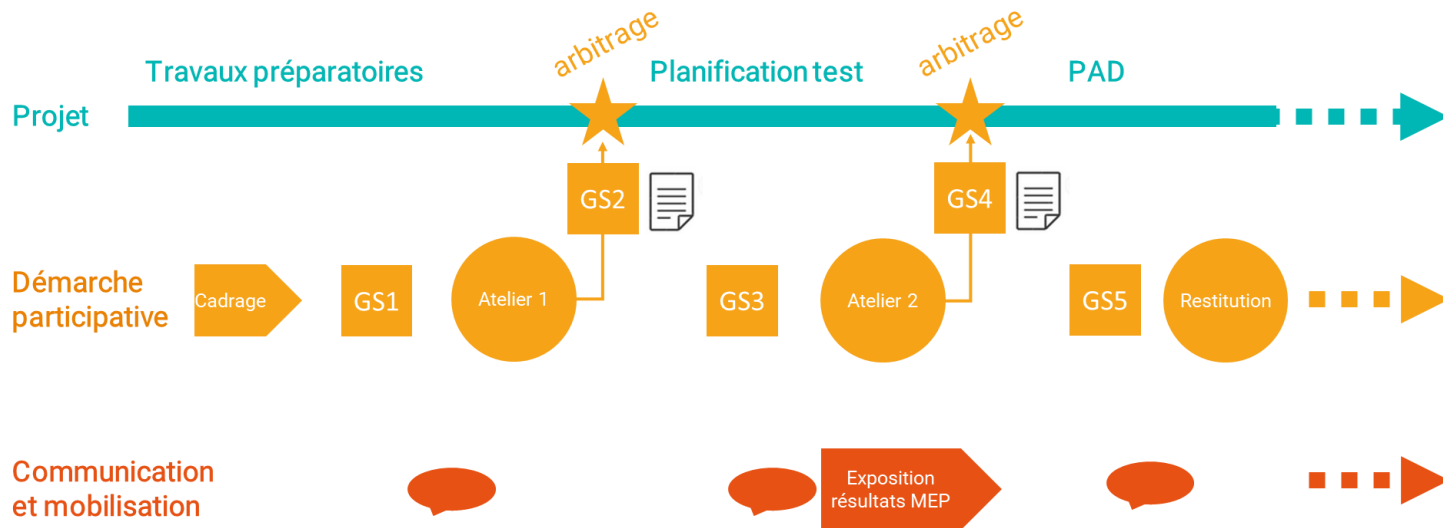 arbitrage
arbitrage
Travaux préparatoires
Planification test
PAD
Projet
GS2
GS4
Démarche
participative
Cadrage
GS1
Atelier 1
GS3
Atelier 2
GS5
Restitution
Communication
et mobilisation
Exposition
résultats MEP